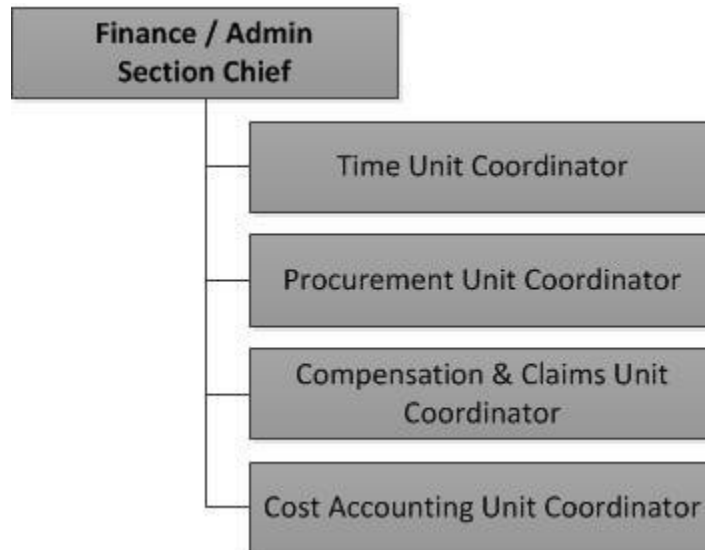 Finance / Admin
Section Chief
Time Unit Coordinator
Procurement Unit Coordinator
Compensation & Claims Unit
Coordinator
Cost Accounting Unit Coordinator